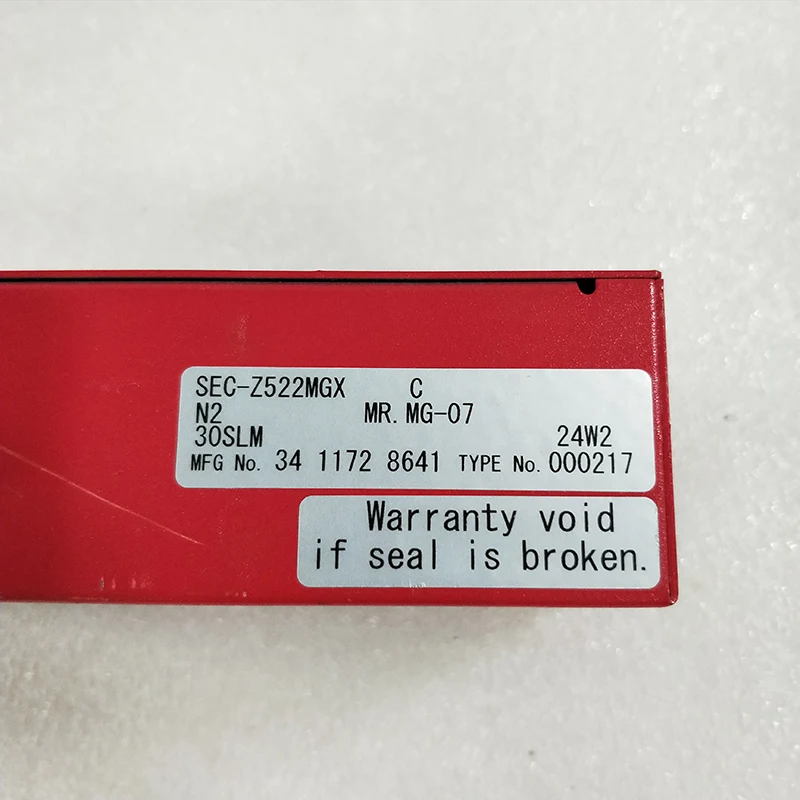 SEC-Z522MGX C
N2 MR.MG-07
30SLM 24W2
MFG No. 34 1172 8641 TYPE No. 000217
Warranty void
if seal is broken.